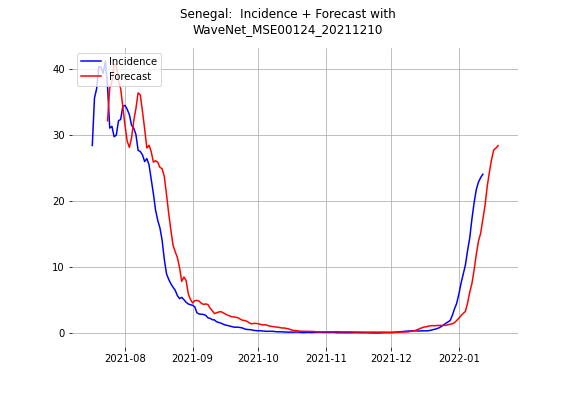 Senegal:  Incidence + Forecast with
WaveNet_MSE00124_20211210
Incidence
Forecast
40
30
20
10
0
2021-08
2021-09
2021-10
2021-11
2021-12
2022-01